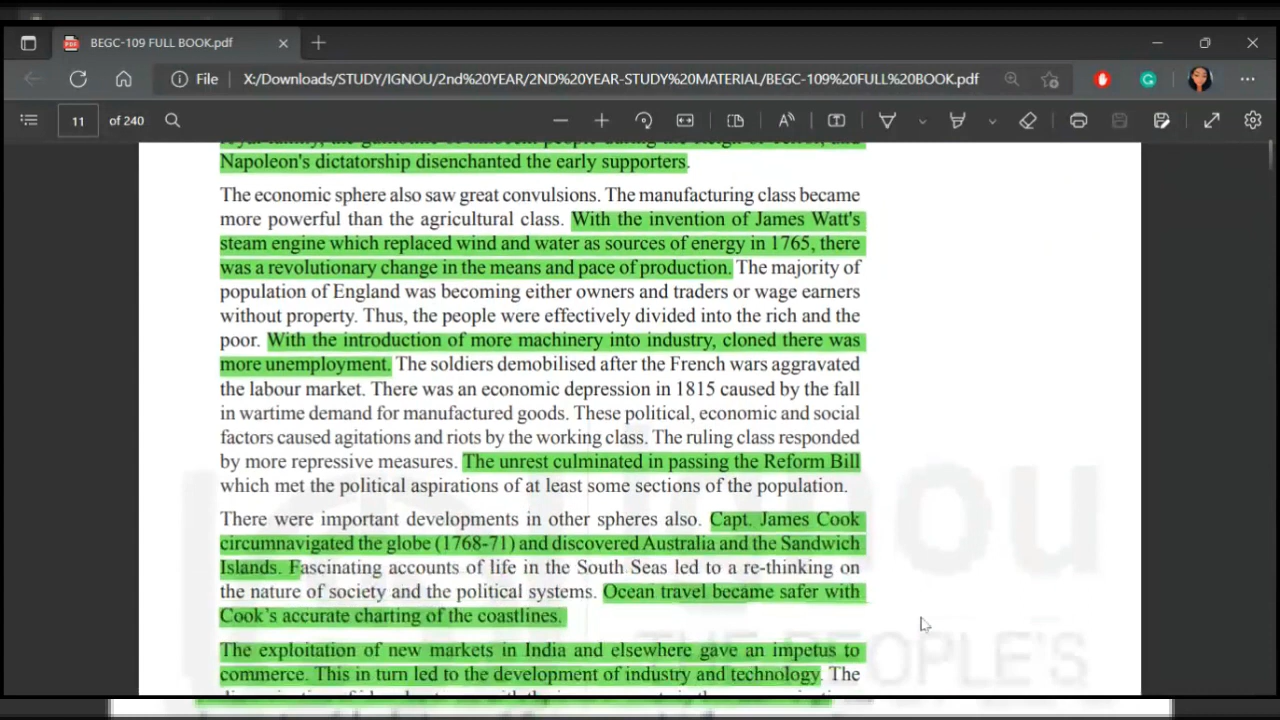 BEGC-109 FULL BOOK.pdf
File
X:/Downloads/STUDY/IGNOU/2nd%20YEAR/2ND%20YEAR-STUDY%20MATERIAL/BEGC-109%20FULL%20BOOK.pdf
11 of 240
Napoleon's dictatorship disenchanted the early supporters.
The economic sphere also saw great convulsions. The manufacturing class became
more powerful than the agricultural class. With the invention of James Watt's
steam engine which replaced wind and water as sources of energy in 1765, there
was a revolutionary change in the means and pace of production. The majority of
population of England was becoming either owners and traders or wage earners
without property. Thus, the people were effectively divided into the rich and the
poor. With the introduction of more machinery into industry, cloned there was
more unemployment. The soldiers demobilised after the French wars aggravated
the labour market. There was an economic depression in 1815 caused by the fall
in wartime demand for manufactured goods. These political, economic and social
factors caused agitations and riots by the working class. The ruling class responded
by more repressive measures. The unrest culminated in passing the Reform Bill
which met the political aspirations of at least some sections of the population.
There were important developments in other spheres also. Capt. James Cook
circumnavigated the globe (1768-71) and discovered Australia and the Sandwich
Islands. Fascinating accounts of life in the South Seas led to a re-thinking on
the nature of society and the political systems. Ocean travel became safer with
Cook's accurate charting of the coastlines.
The exploitation of new markets in India and elsewhere gave an impetus to
commerce. This in turn led to the development of industry and technology. The
ignou
THE PEOPLE'S